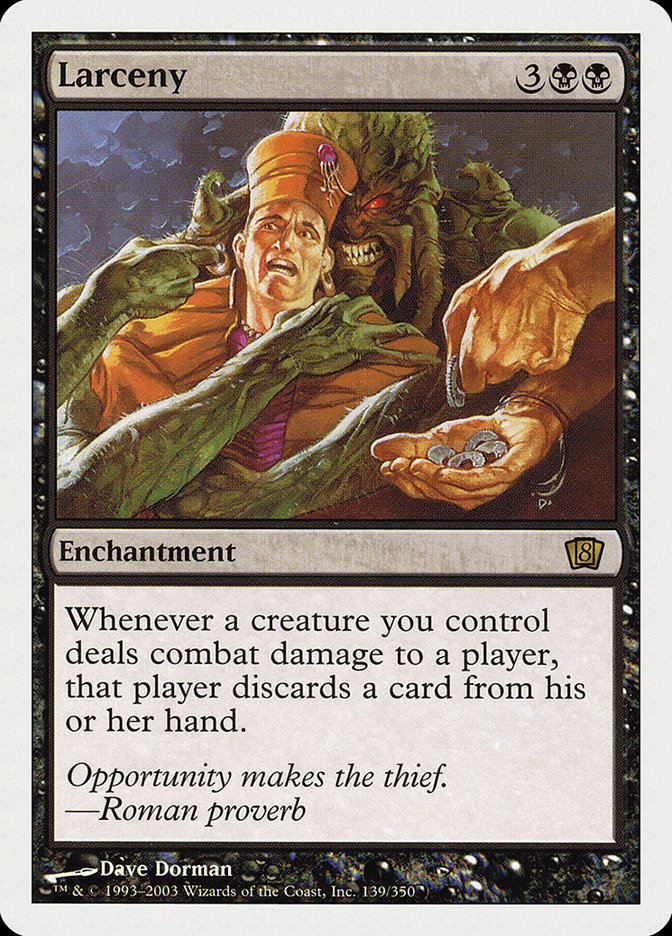 Larceny 3
Enchantment 8
Whenever a creature you control
deals combat damage to a player,
that player discards a card from his
or her hand.
Opportunity makes the thief.
—Roman proverb
Dave Dorman
™ & © 1993–2003 Wizards of the Coast, Inc. 139/350